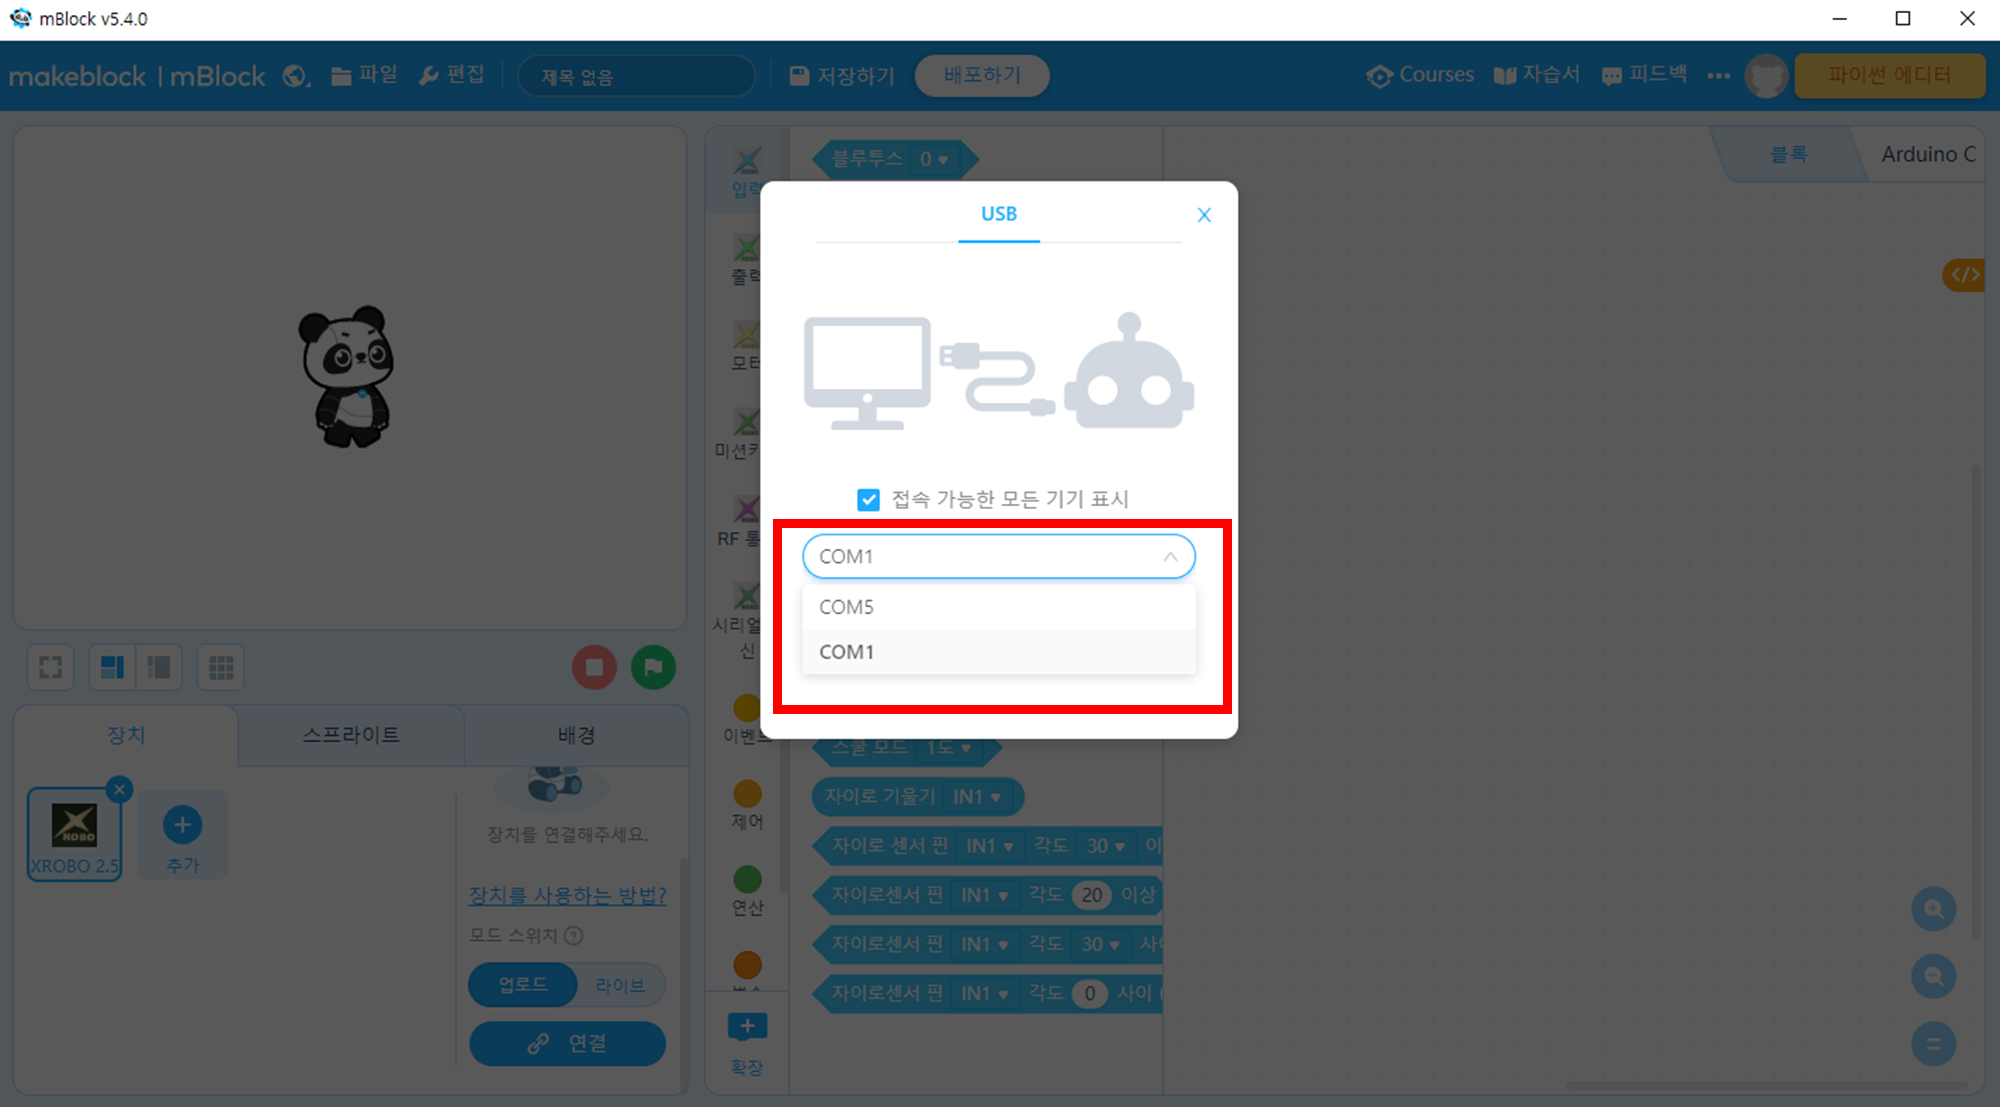 mBlock v5.4.0
makeblock | mBlock 파일 편집 제목 없음 저장하기 배포하기 Courses 자습서 피드백 파이썬 에디터
블록 Arduino C
장치 스프라이트 배경
XROBO
XROBO 2.5
추가
장치를 연결해주세요.
장치를 사용하는 방법?
모드 스위치 ?
업로드 라이브
연결
입력
출력
모터
RF 통
시리얼
신
이벤트
제어
연산
확장
블루투스 0
USB
접속 가능한 모든 기기 표시
COM1
COM5
COM1
스쿨 모드 1도
자이로 기울기 IN1
자이로 센서 핀 IN1 각도 30 이
자이로센서 핀 IN1 각도 20 이상
자이로센서 핀 IN1 각도 30 사이
자이로센서 핀 IN1 각도 0 사이